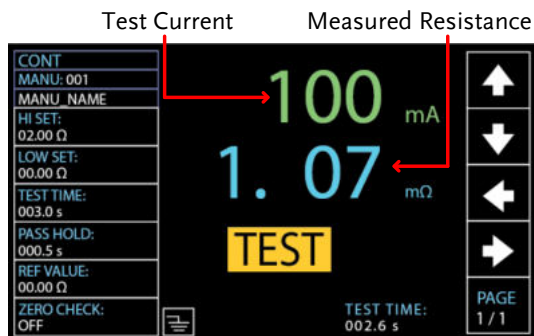 Test Current
Measured Resistance
CONT
MANU: 001
MANU_NAME
HI SET:
02.00 Ω
LOW SET:
00.00 Ω
TEST TIME:
003.0 s
PASS HOLD:
000.5 s
REF VALUE:
00.00 Ω
ZERO CHECK:
OFF
100 mA
1. 07 mΩ
TEST
TEST TIME:
002.6 s
PAGE
1 / 1